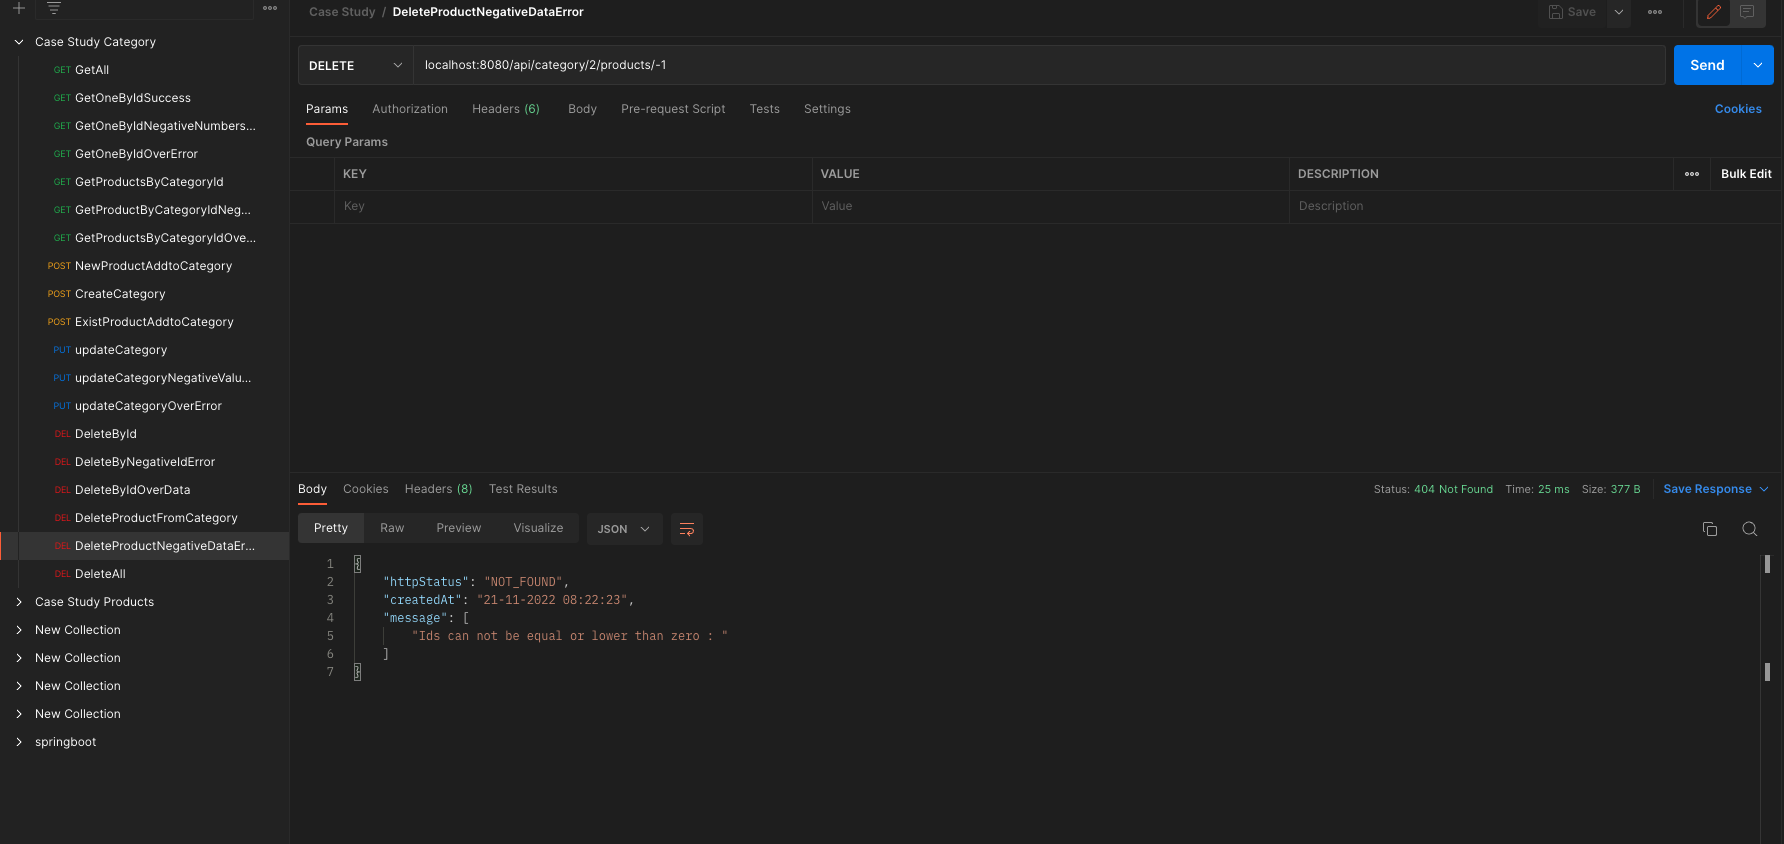 Case Study / DeleteProductNegativeDataError
Save
Case Study Category
GET GetAll
GET GetOneByIdSuccess
GET GetOneByIdNegativeNumbers...
GET GetOneByIdOverError
GET GetProductsByCategoryId
GET GetProductByCategoryIdNeg...
GET GetProductsByCategoryIdOve...
POST NewProductAddtoCategory
POST CreateCategory
POST ExistProductAddtoCategory
PUT updateCategory
PUT updateCategoryNegativeValu...
PUT updateCategoryOverError
DEL DeleteById
DEL DeleteByNegativeIdError
DEL DeleteByIdOverData
DEL DeleteProductFromCategory
DEL DeleteProductNegativeDataEr...
DEL DeleteAll
Case Study Products
New Collection
New Collection
New Collection
New Collection
springboot
DELETE localhost:8080/api/category/2/products/-1 Send
Params Authorization Headers (6) Body Pre-request Script Tests Settings Cookies
Query Params
KEY VALUE DESCRIPTION Bulk Edit
Key Value Description
Body Cookies Headers (8) Test Results Status: 404 Not Found Time: 25 ms Size: 377 B Save Response
Pretty Raw Preview Visualize JSON
1 {
2 "httpStatus": "NOT_FOUND",
3 "createdAt": "21-11-2022 08:22:23",
4 "message": [
5 "Ids can not be equal or lower than zero : "
6 ]
7 }